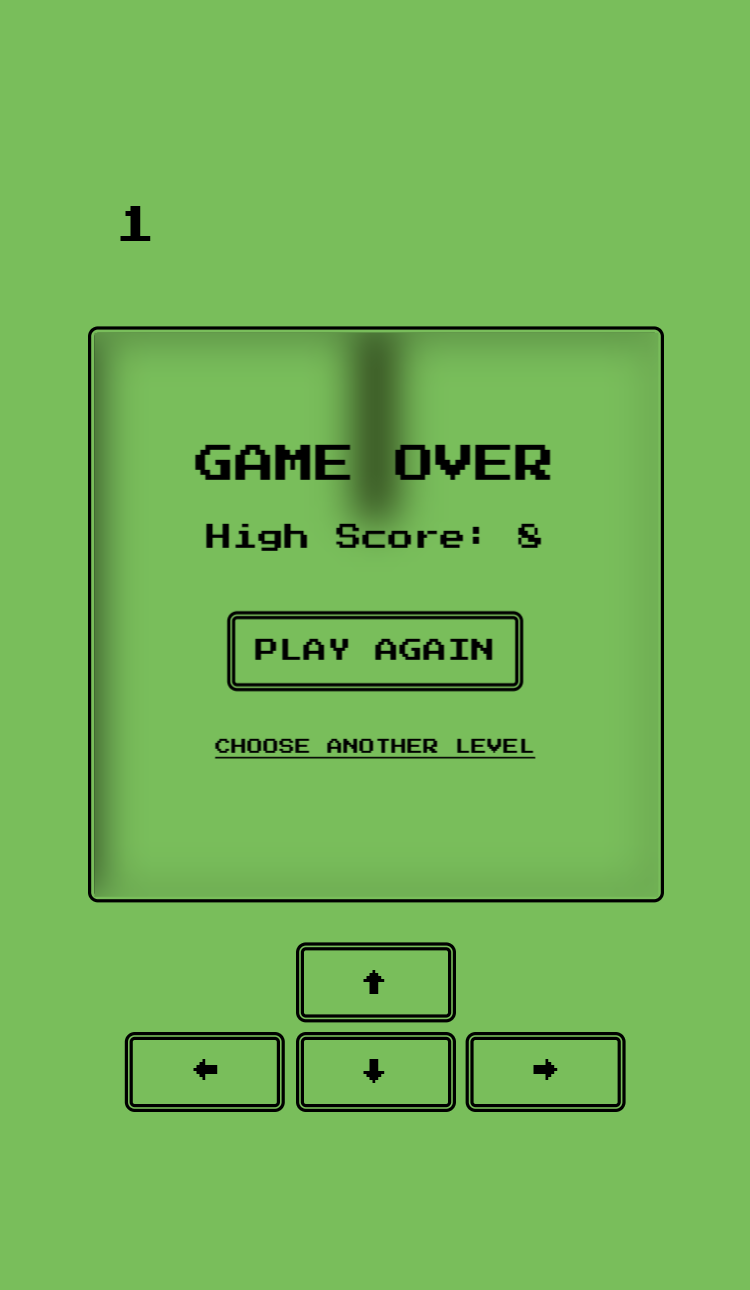 1
GAME OVER
High Score: 8
PLAY AGAIN
CHOOSE ANOTHER LEVEL
↑
← ↓ →